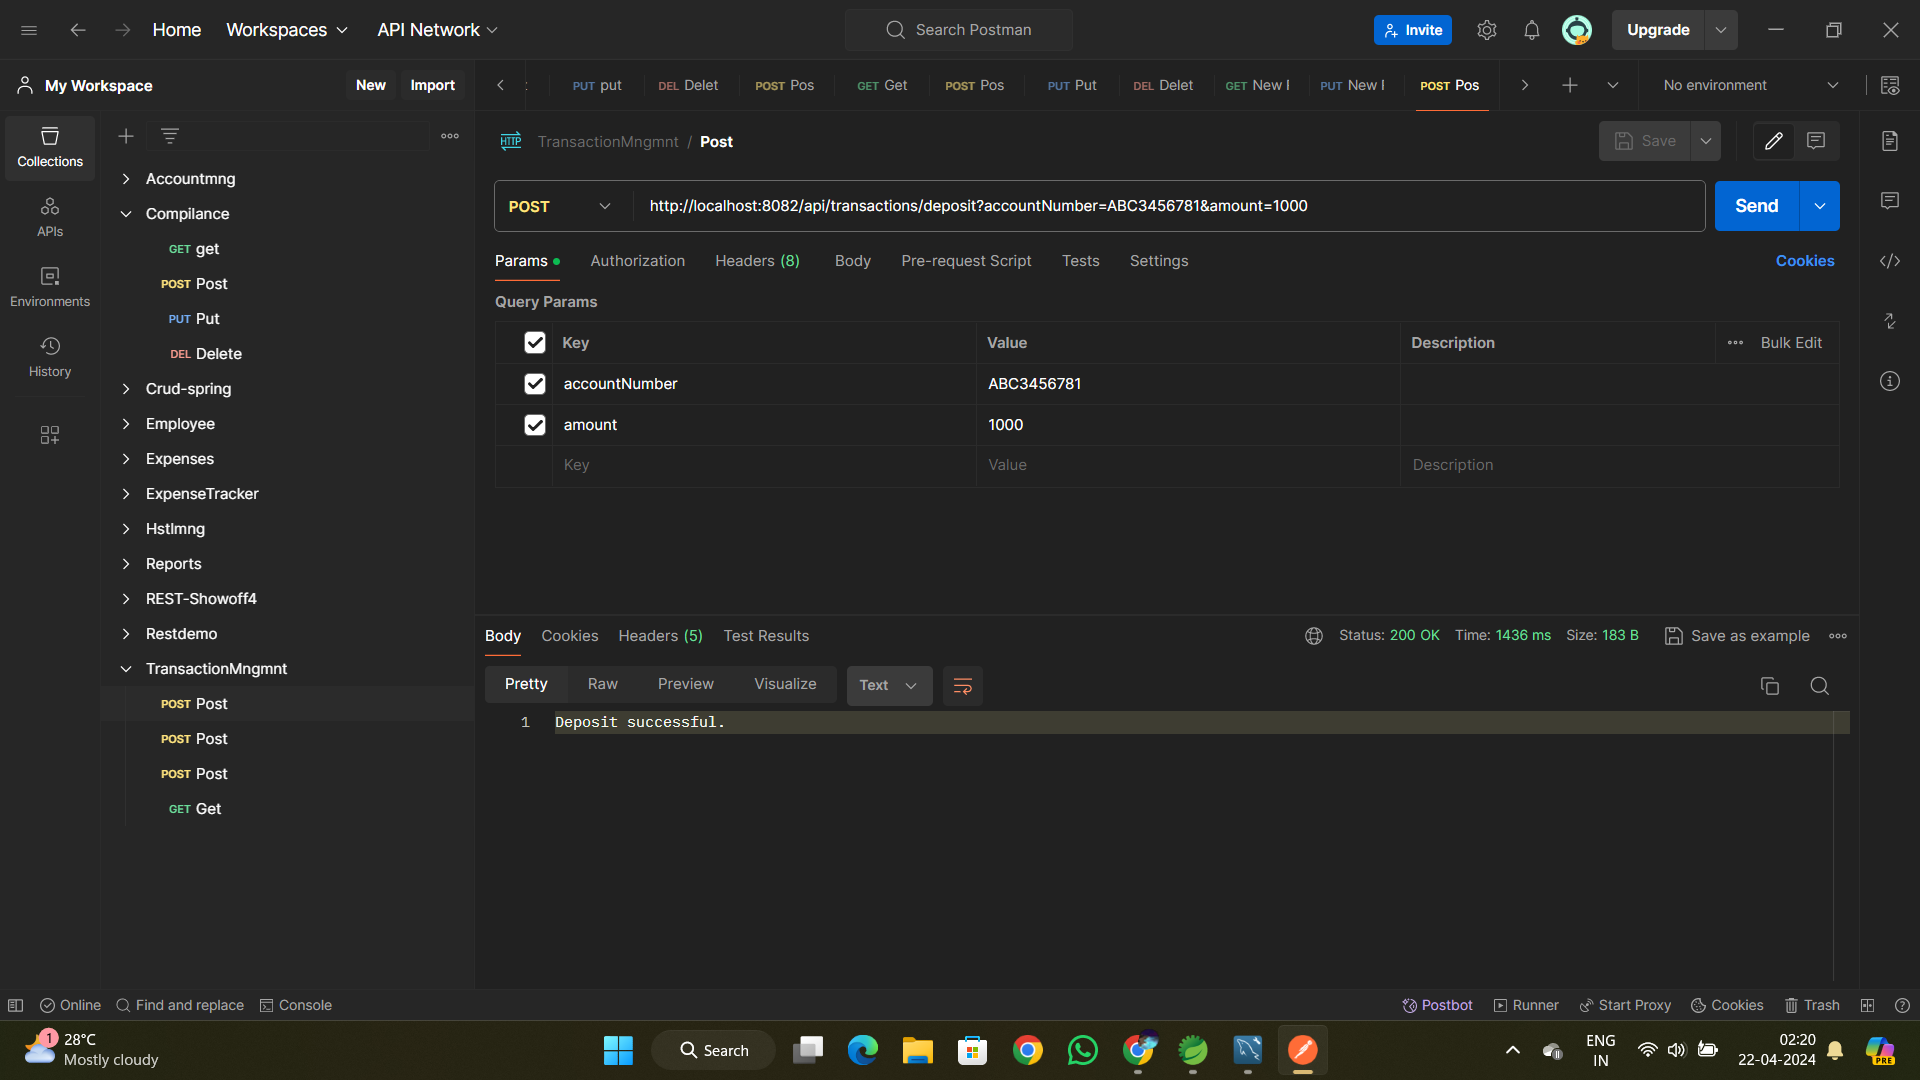 Home Workspaces API Network Search Postman Invite Upgrade
My Workspace New Import
PUT put DEL Delet POST Pos GET Get POST Pos PUT Put DEL Delet GET New I PUT New I POST Pos No environment
Collections
APIs
Environments
History
Accountmng
Compilance
GET get
POST Post
PUT Put
DEL Delete
Crud-spring
Employee
Expenses
ExpenseTracker
Hstlmng
Reports
REST-Showoff4
Restdemo
TransactionMngmnt
POST Post
POST Post
POST Post
GET Get
HTTP TransactionMngmnt / Post Save
POST http://localhost:8082/api/transactions/deposit?accountNumber=ABC3456781&amount=1000 Send
Params Authorization Headers (8) Body Pre-request Script Tests Settings Cookies
Query Params
Key Value Description Bulk Edit
accountNumber ABC3456781
amount 1000
Key Value Description
Body Cookies Headers (5) Test Results Status: 200 OK Time: 1436 ms Size: 183 B Save as example
Pretty Raw Preview Visualize Text
1 Deposit successful.
Online Find and replace Console Postbot Runner Start Proxy Cookies Trash
1 28°C
Mostly cloudy
Search
ENG
IN
02:20
22-04-2024
PRE